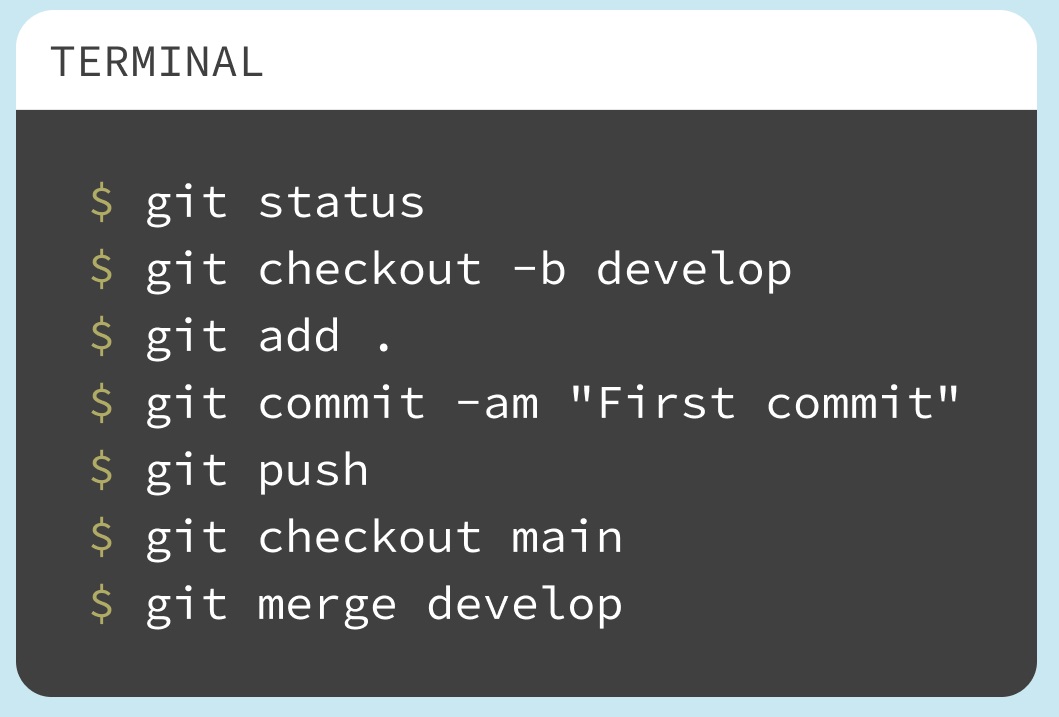 TERMINAL
$ git status
$ git checkout -b develop
$ git add .
$ git commit -am "First commit"
$ git push
$ git checkout main
$ git merge develop